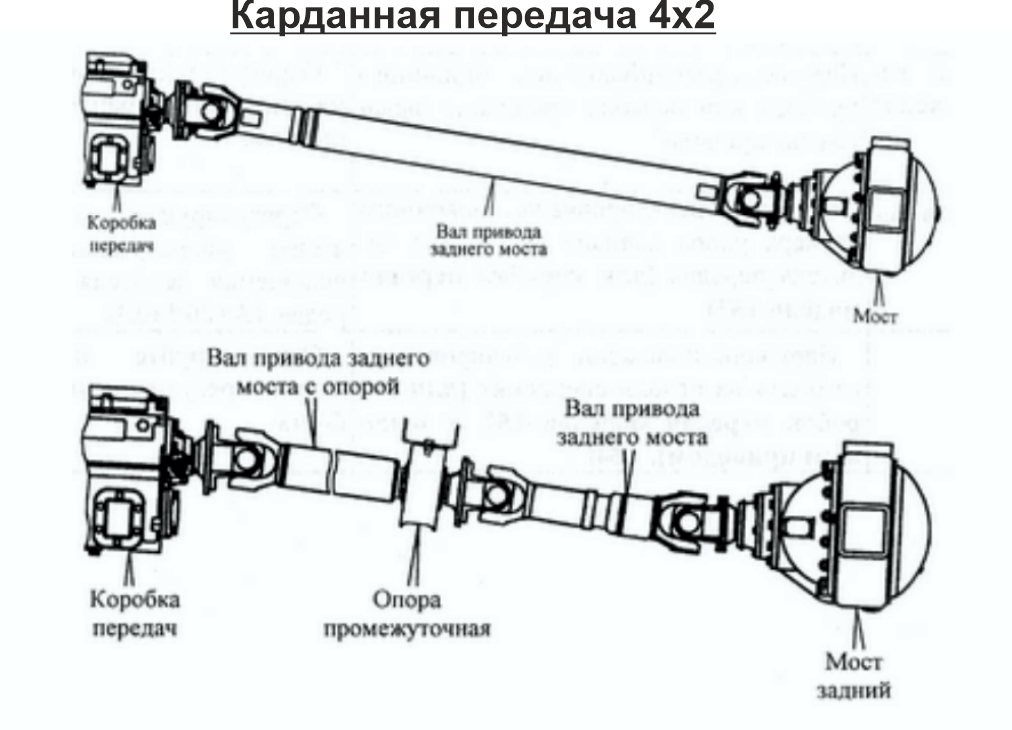 Карданная передача 4х2
Коробка
передач
Вал привода
заднего моста
Мост
Вал привода заднего
моста с опорой
Вал привода
заднего моста
Коробка
передач
Опора
промежуточная
Мост
задний